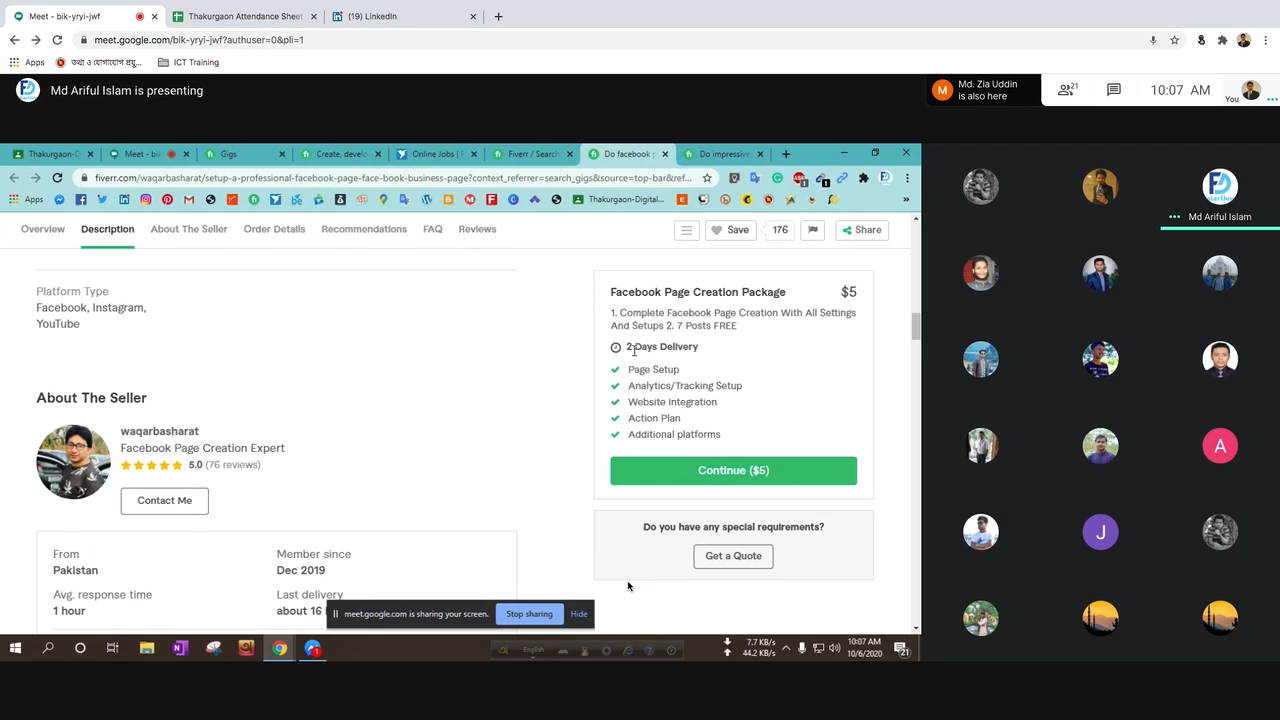 Meet - bik-yryi-jwf
Thakurgaon Attendance Sheet
(19) LinkedIn
meet.google.com/bik-yryi-jwf?authuser=0&pli=1
Apps
তথ্য ও যোগাযোগ প্রযু...
ICT Training
Md Ariful Islam is presenting
Md. Zia Uddin
is also here
21
10:07 AM
You
Thakurgaon-D
Meet - bi
Gigs
Create, develo
Online Jobs | F
Fiverr / Search
Do facebook p
Do impressive
fiverr.com/waqarbasharat/setup-a-professional-facebook-page-face-book-business-page?context_referrer=search_gigs&source=top-bar&ref...
Apps
Thakurgaon-Digital...
Overview
Description
About The Seller
Order Details
Recommendations
FAQ
Reviews
Save
176
Share
Platform Type
Facebook, Instagram,
YouTube
Facebook Page Creation Package
$5
1. Complete Facebook Page Creation With All Settings
And Setups 2. 7 Posts FREE
2 Days Delivery
Page Setup
Analytics/Tracking Setup
Website Integration
Action Plan
Additional platforms
Continue ($5)
Do you have any special requirements?
Get a Quote
About The Seller
waqarbasharat
Facebook Page Creation Expert
5.0 (76 reviews)
Contact Me
From
Pakistan
Member since
Dec 2019
Avg. response time
1 hour
Last delivery
about 16
meet.google.com is sharing your screen.
Stop sharing
Hide
Md Ariful Islam
A
J
English
7.7 KB/s
44.2 KB/s
10:07 AM
10/6/2020
21